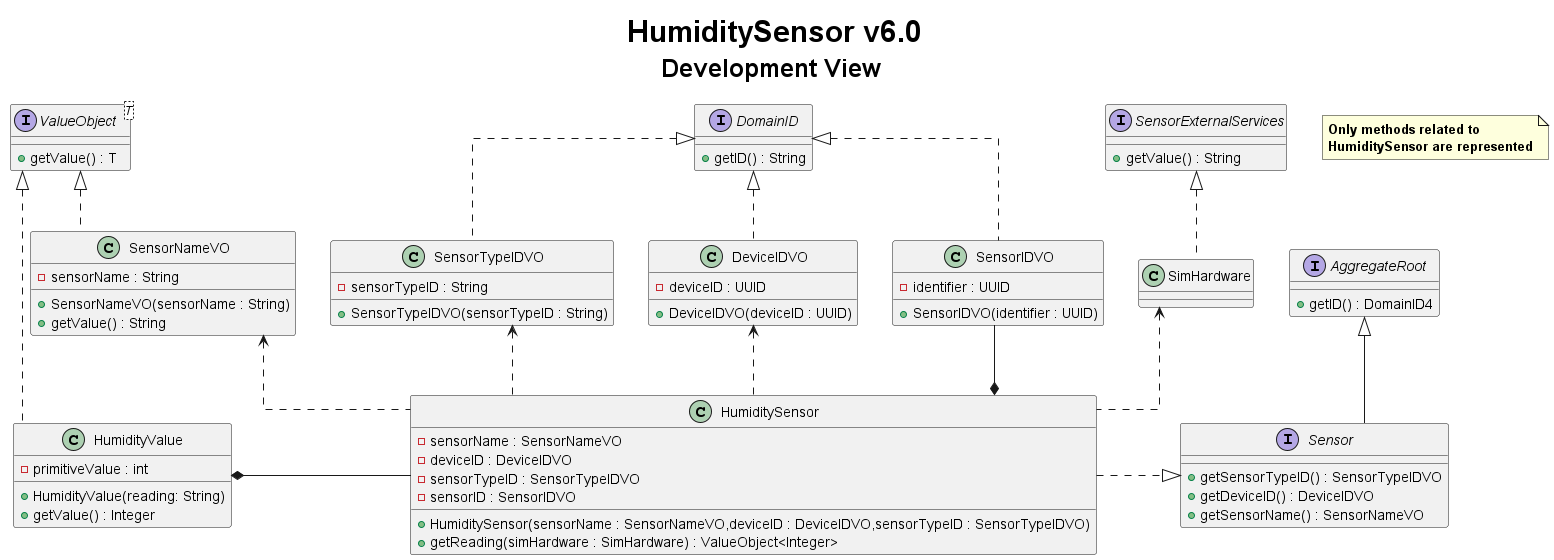 HumiditySensor v6.0
Development View
I ValueObject T
getValue() : T
I DomainID
getID() : String
I SensorExternalServices
getValue() : String
Only methods related to
HumiditySensor are represented
C SensorNameVO
sensorName : String
SensorNameVO(sensorName : String)
getValue() : String
C SensorTypeIDVO
sensorTypeID : String
SensorTypeIDVO(sensorTypeID : String)
C DeviceIDVO
deviceID : UUID
DeviceIDVO(deviceID : UUID)
C SensorIDVO
identifier : UUID
SensorIDVO(identifier : UUID)
C SimHardware
I AggregateRoot
getID() : DomainID4
C HumidityValue
primitiveValue : int
HumidityValue(reading: String)
getValue() : Integer
C HumiditySensor
sensorName : SensorNameVO
deviceID : DeviceIDVO
sensorTypeID : SensorTypeIDVO
sensorID : SensorIDVO
HumiditySensor(sensorName : SensorNameVO,deviceID : DeviceIDVO,sensorTypeID : SensorTypeIDVO)
getReading(simHardware : SimHardware) : ValueObject<Integer>
I Sensor
getSensorTypeID() : SensorTypeIDVO
getDeviceID() : DeviceIDVO
getSensorName() : SensorNameVO